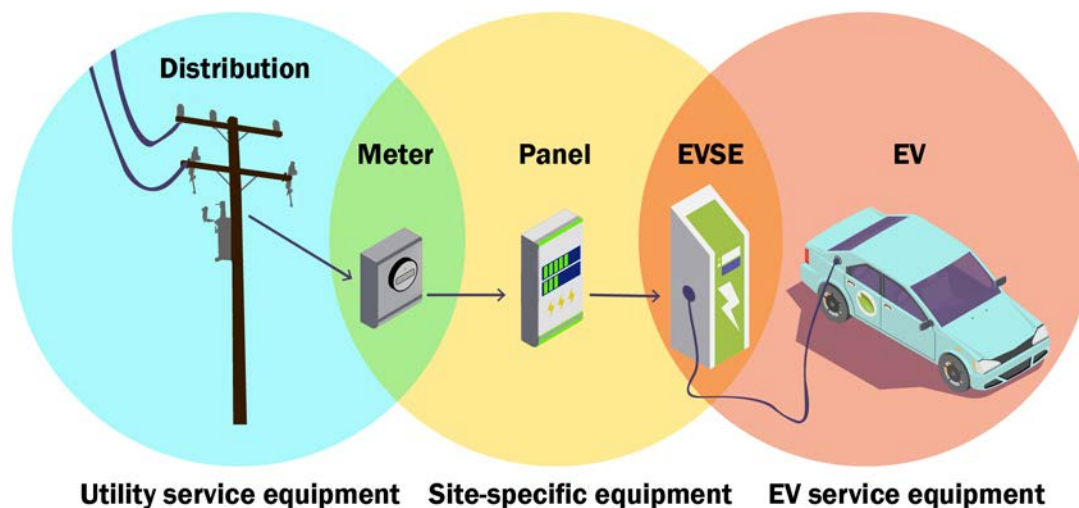 Distribution
Meter
Panel
EVSE
EV
Utility service equipment
Site-specific equipment
EV service equipment